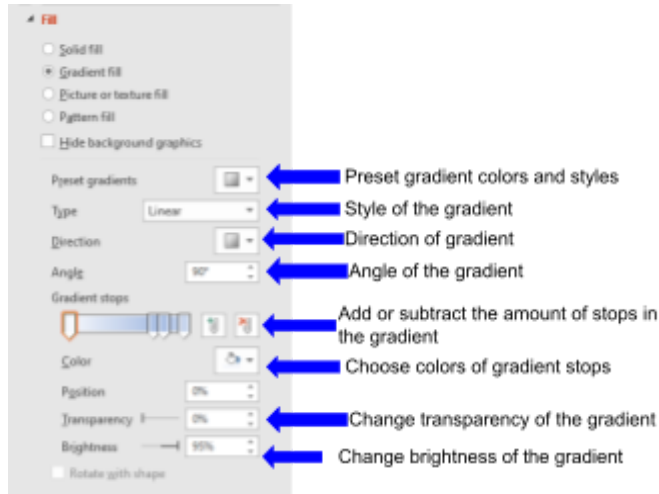 Fill
Solid fill
Gradient fill
Picture or texture fill
Pattern fill
Hide background graphics
Preset gradients Preset gradient colors and styles
Type Linear Style of the gradient
Direction Direction of gradient
Angle 90° Angle of the gradient
Gradient stops
Add or subtract the amount of stops in
the gradient
Color Choose colors of gradient stops
Position 0%
Transparency 0% Change transparency of the gradient
Brightness 95% Change brightness of the gradient
Rotate with shape